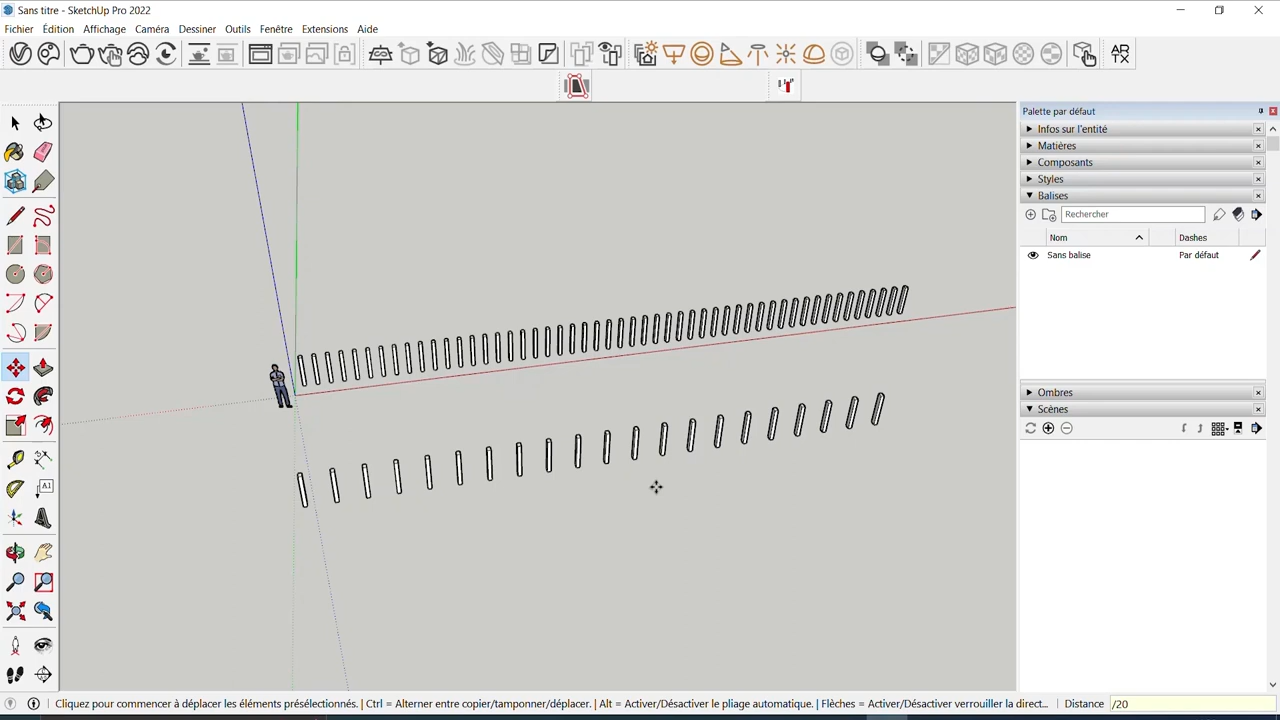 Sans titre - SketchUp Pro 2022
Fichier Édition Affichage Caméra Dessiner Outils Fenêtre Extensions Aide
AR
TX
Palette par défaut
Infos sur l'entité
Matières
Composants
Styles
Balises
Rechercher
Nom Dashes
Sans balise Par défaut
Ombres
Scènes
A1
Cliquez pour commencer à déplacer les éléments présélectionnés. | Ctrl = Alterner entre copier/tamponner/déplacer. | Alt = Activer/Désactiver le pliage automatique. | Flèches = Activer/Désactiver verrouiller la direct... Distance /20